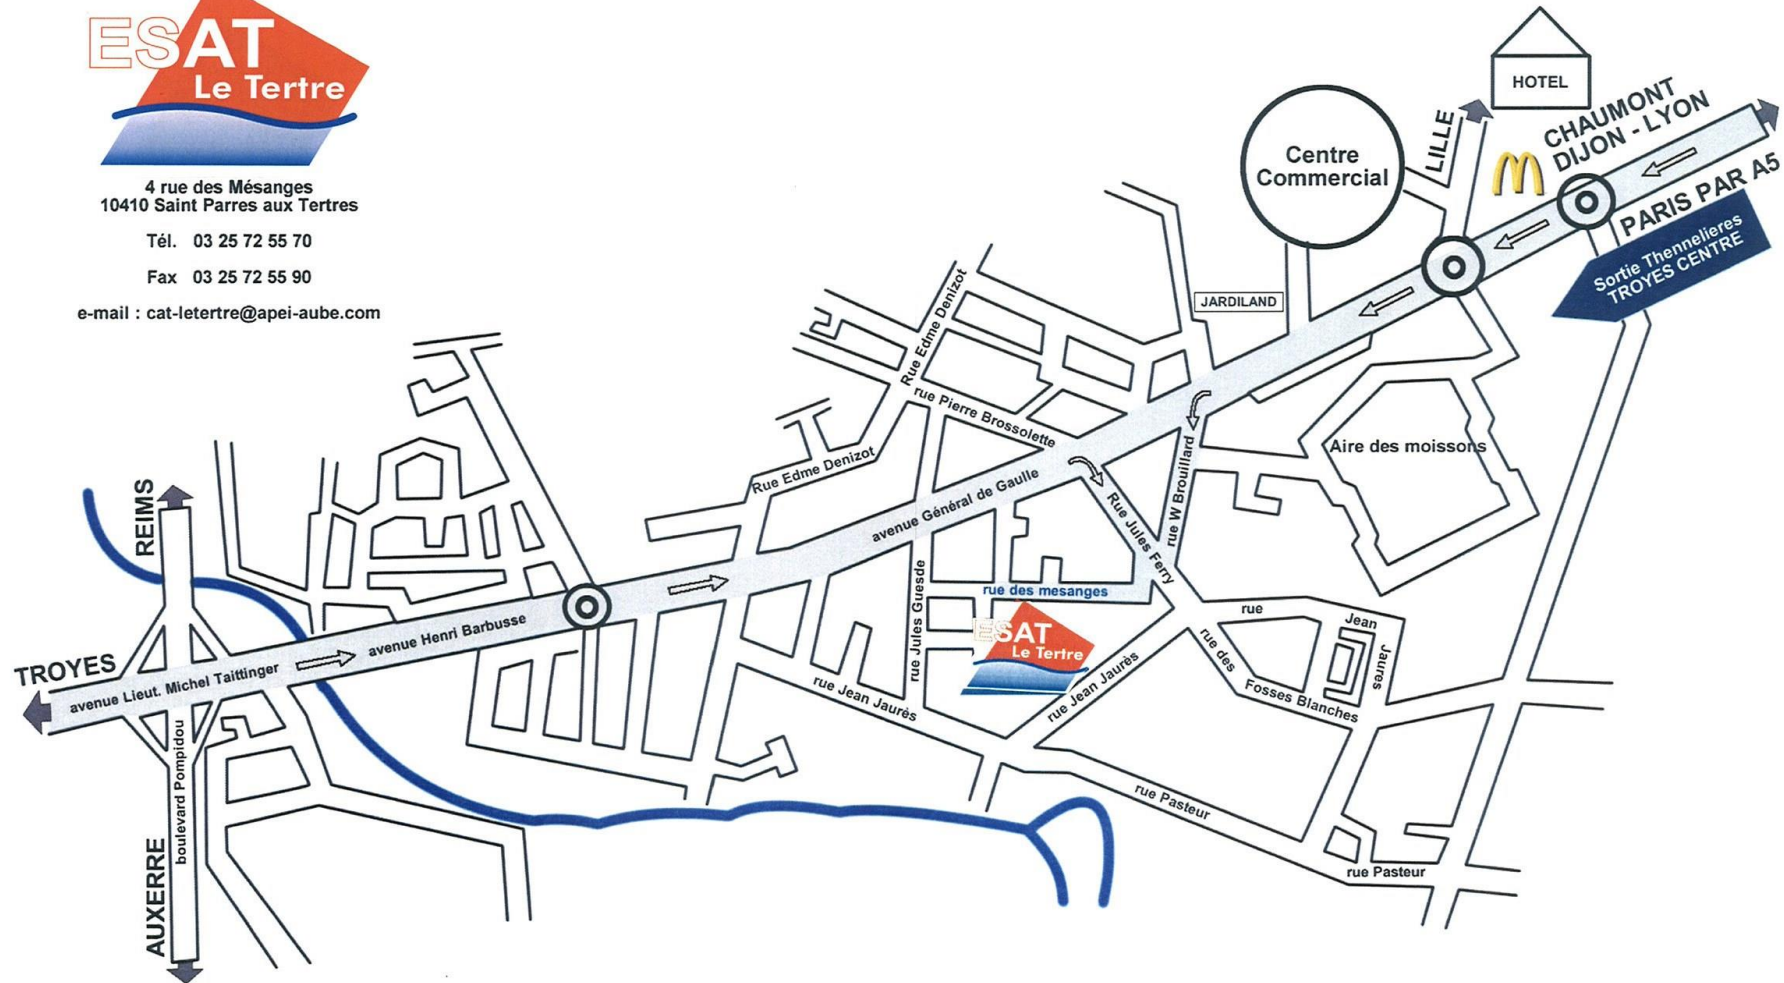 ESAT
Le Tertre
4 rue des Mésanges
10410 Saint Parres aux Tertres
Tél. 03 25 72 55 70
Fax 03 25 72 55 90
e-mail : cat-letertre@apei-aube.com
HOTEL
CHAUMONT
DIJON - LYON
LILLE
Centre
Commercial
PARIS PAR A5
Sortie Thennelieres
TROYES CENTRE
JARDILAND
Rue Edme Denizot
rue Pierre Brossolette
Rue Edme Denizot
Aire des moissons
avenue Général de Gaulle
rue W Brouillard
Rue Jules Ferry
REIMS
rue des mesanges
rue Jules Guesde
ESAT
Le Tertre
rue
Jean
Jaures
rue des
Fosses Blanches
avenue Henri Barbusse
TROYES
avenue Lieut. Michel Taittinger
rue Jean Jaurès
rue Jean Jaurès
boulevard Pompidou
AUXERRE
rue Pasteur
rue Pasteur